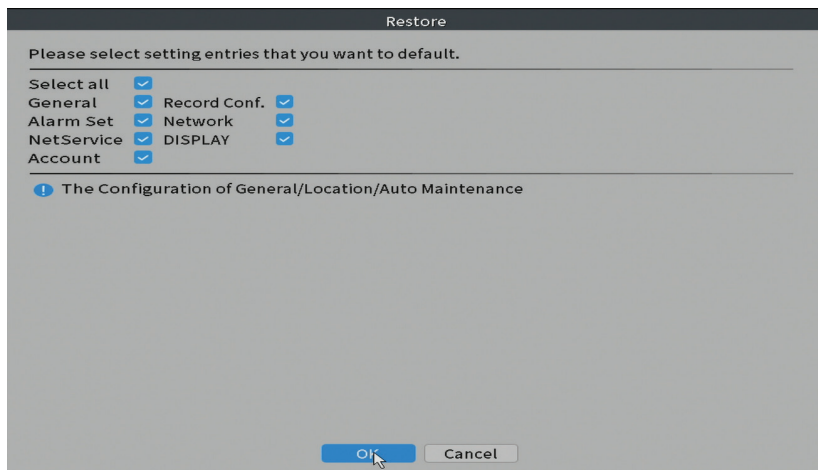 Restore
Please select setting entries that you want to default.
Select all
General Record Conf.
Alarm Set Network
NetService DISPLAY
Account
The Configuration of General/Location/Auto Maintenance
OK Cancel